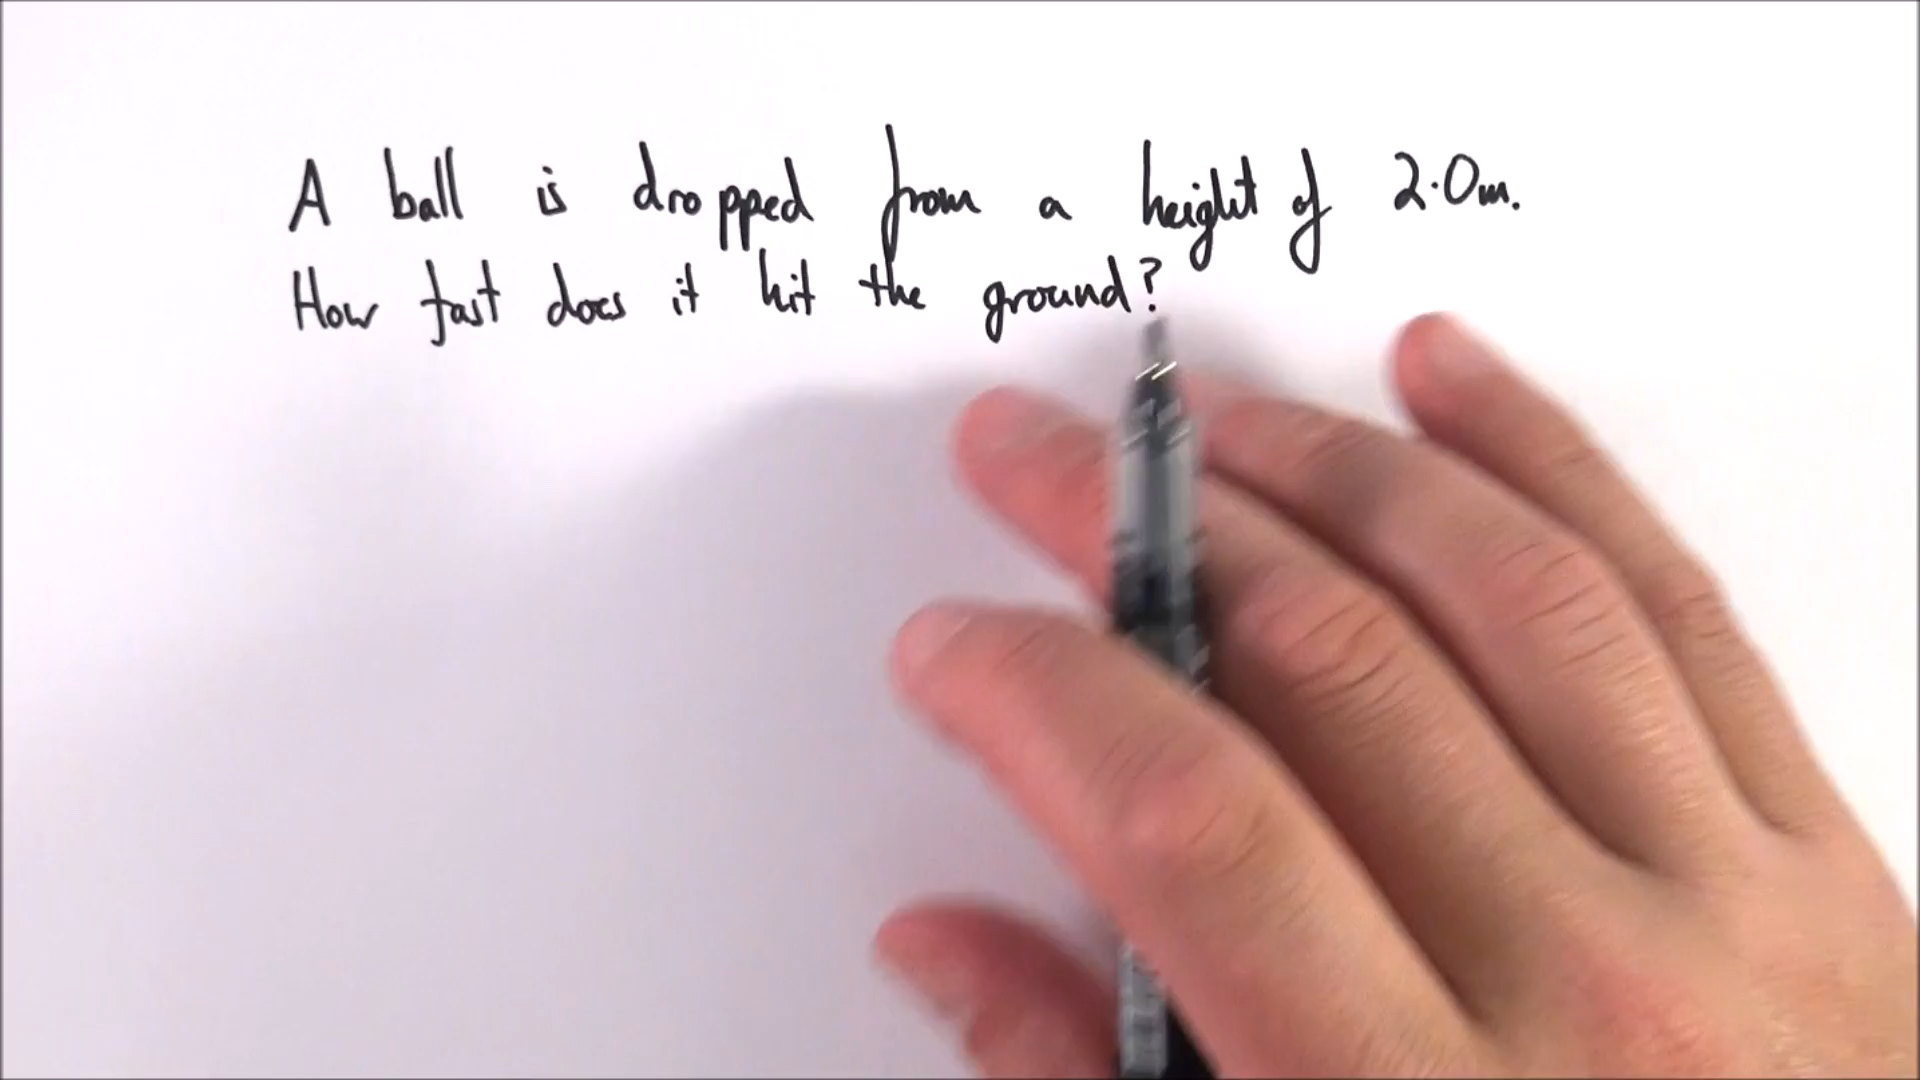 A ball is dropped from a height of 2.0m.
How fast does it hit the ground?